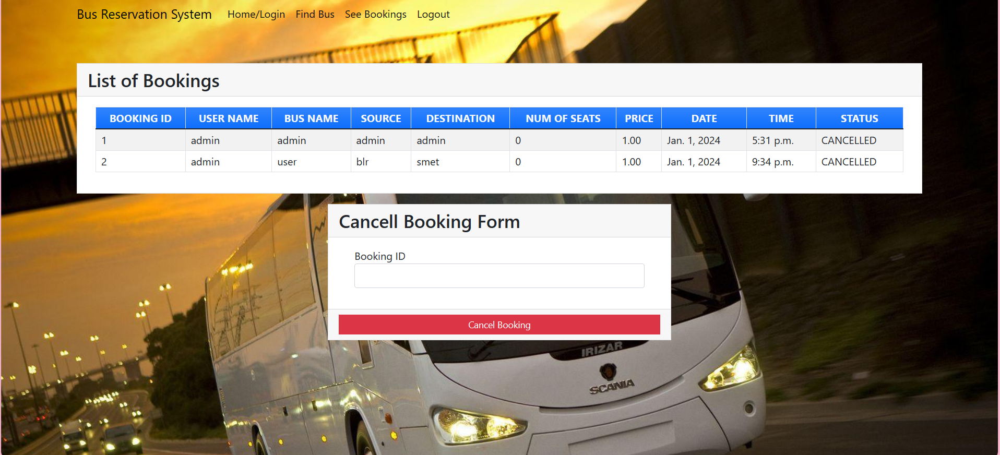 Bus Reservation System Home/Login Find Bus See Bookings Logout
List of Bookings
BOOKING ID USER NAME BUS NAME SOURCE DESTINATION NUM OF SEATS PRICE DATE TIME STATUS
1 admin admin admin admin 0 1.00 Jan. 1, 2024 5:31 p.m. CANCELLED
2 admin user blr smet 0 1.00 Jan. 1, 2024 9:34 p.m. CANCELLED
Cancell Booking Form
Booking ID
Cancel Booking
IRIZAR
SCANIA